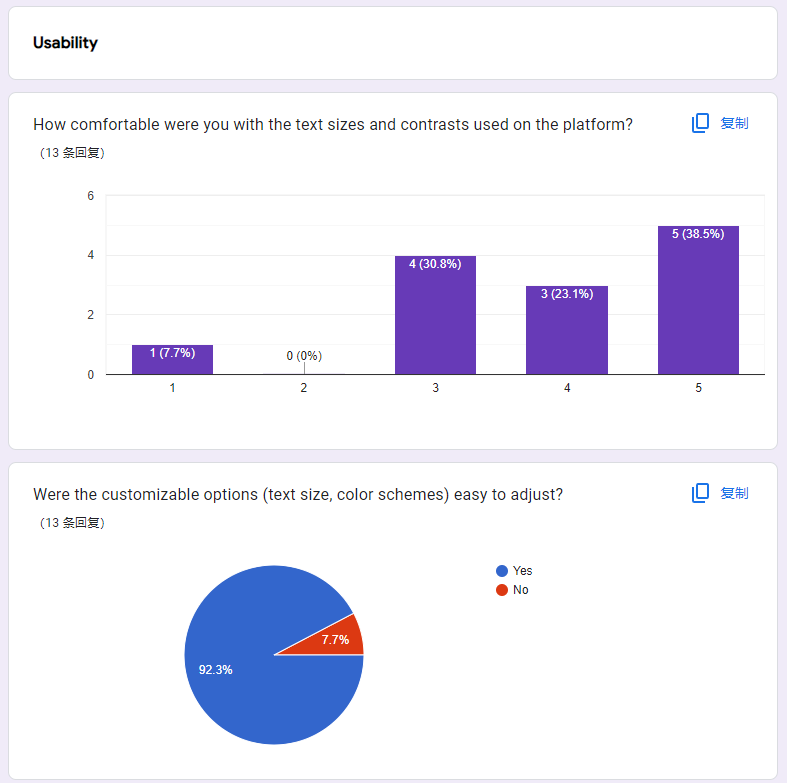 Usability
How comfortable were you with the text sizes and contrasts used on the platform?
复制
（13 条回复）
6
4
2
0
1 (7.7%)
0 (0%)
4 (30.8%)
3 (23.1%)
5 (38.5%)
1
2
3
4
5
Were the customizable options (text size, color schemes) easy to adjust?
复制
（13 条回复）
Yes
No
7.7%
92.3%